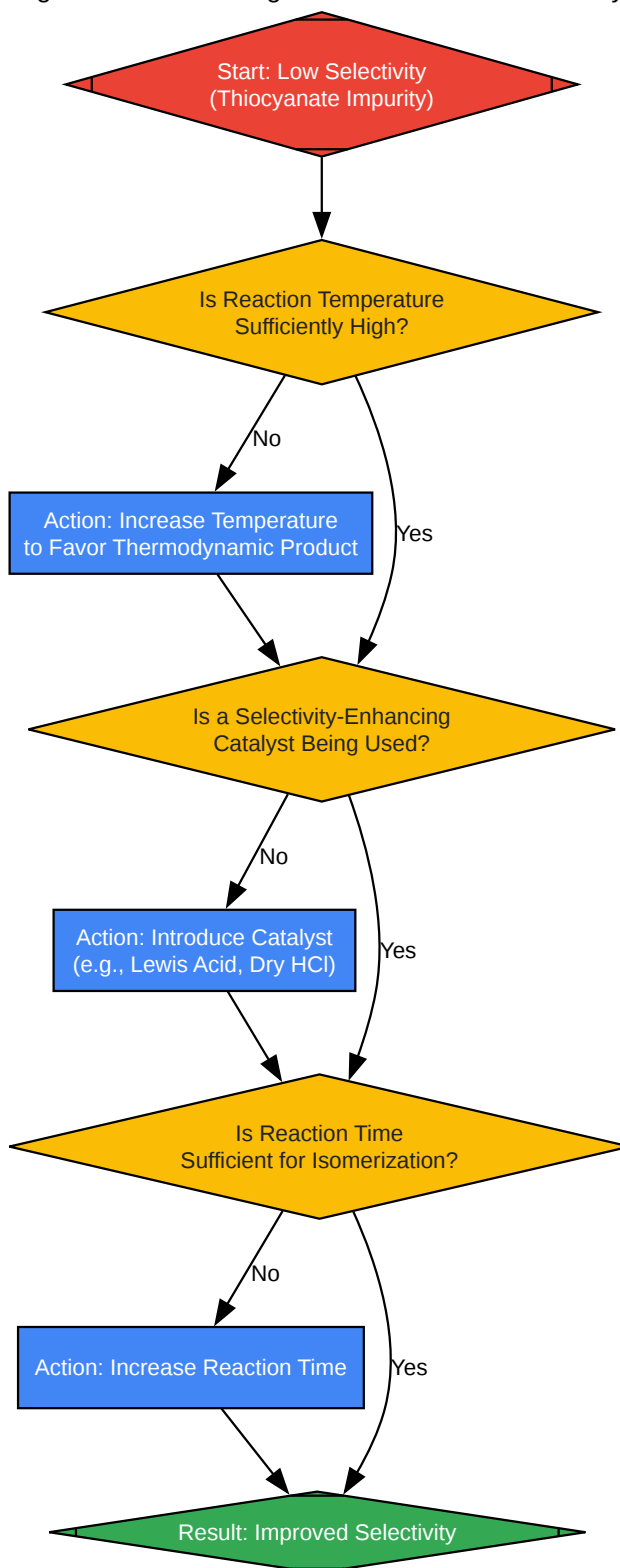 Start: Low Selectivity
(Thiocyanate Impurity)
Is Reaction Temperature
Sufficiently High?
No
Yes
Action: Increase Temperature
to Favor Thermodynamic Product
Is a Selectivity-Enhancing
Catalyst Being Used?
No
Yes
Action: Introduce Catalyst
(e.g., Lewis Acid, Dry HCl)
Is Reaction Time
Sufficient for Isomerization?
No
Yes
Action: Increase Reaction Time
Result: Improved Selectivity